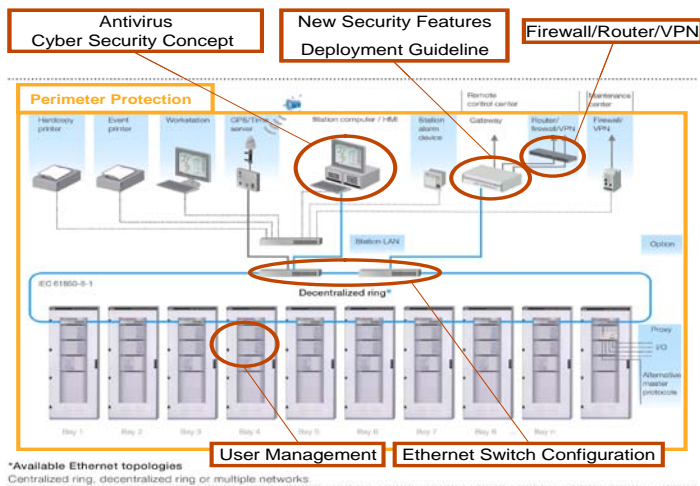 Antivirus
Cyber Security Concept
New Security Features
Deployment Guideline
Firewall/Router/VPN
Perimeter Protection
Remote
control center
Maintenance
center
Hardcopy
printer
Event
printer
Workstation
GPS/Time
server
Station computer / HMI
Station
alarm
device
Gateway
Router/
firewall/VPN
Firewall/
VPN
Station-LAN
Option
IEC 61850-8-1
Decentralized ring*
Proxy
I/O
Alternative
master
protocols
Bay 1
Bay 2
Bay 3
Bay 4
Bay 5
Bay 6
Bay 7
Bay 8
...
Bay n
User Management
Ethernet Switch Configuration
*Available Ethernet topologies
Centralized ring, decentralized ring or multiple networks